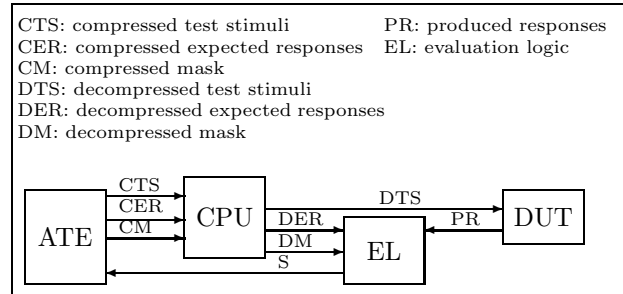 CTS: compressed test stimuli PR: produced responses
CER: compressed expected responses EL: evaluation logic
CM: compressed mask
DTS: decompressed test stimuli
DER: decompressed expected responses
DM: decompressed mask
CTS
CER
CM
ATE
CPU
DTS
DER
DM
S
EL
PR
DUT